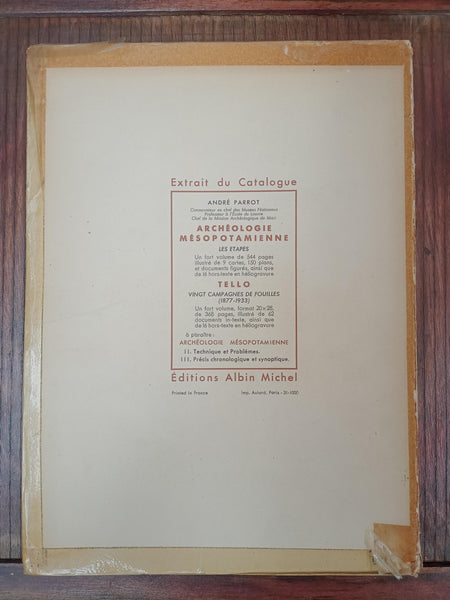 Extrait du Catalogue
ANDRÉ PARROT
Conservateur en chef des Musées Nationaux
Professeur à l'École du Louvre
Chef de la Mission Archéologique de Mari
ARCHÉOLOGIE
MÉSOPOTAMIENNE
LES ETAPES
Un fort volume de 544 pages
illustré de 9 cartes, 150 plans,
et documents figurés, ainsi que
de 16 hors-texte en héliogravure
TELLO
VINGT CAMPAGNES DE FOUILLES
(1877-1933)
Un fort volume, format 20 × 25,
de 368 pages, illustré de 62
documents in-texte, ainsi que
de 16 hors-texte en héliogravure
à paraître :
ARCHÉOLOGIE MÉSOPOTAMIENNE
II. Technique et Problèmes.
III. Précis chronologique et synoptique.
Éditions Albin Michel
Printed in France Imp. Aulard, Paris -